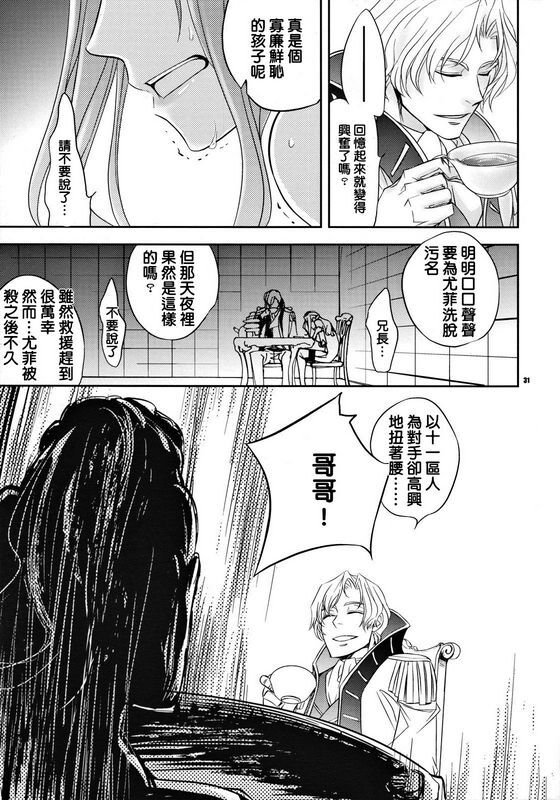 回憶起來就變得
興奮了嗎？
真是個
寡廉鮮恥
的孩子呢
請不要說了…
明明口口聲聲
要為尤菲洗脫
污名
兄長…
但那天夜裡
果然是這樣
的嗎？
不要說了
雖然救援趕到
很萬幸
然而…尤菲被
殺之後不久
31
以十一區人
為對手卻高興
地扭著腰……
哥哥！